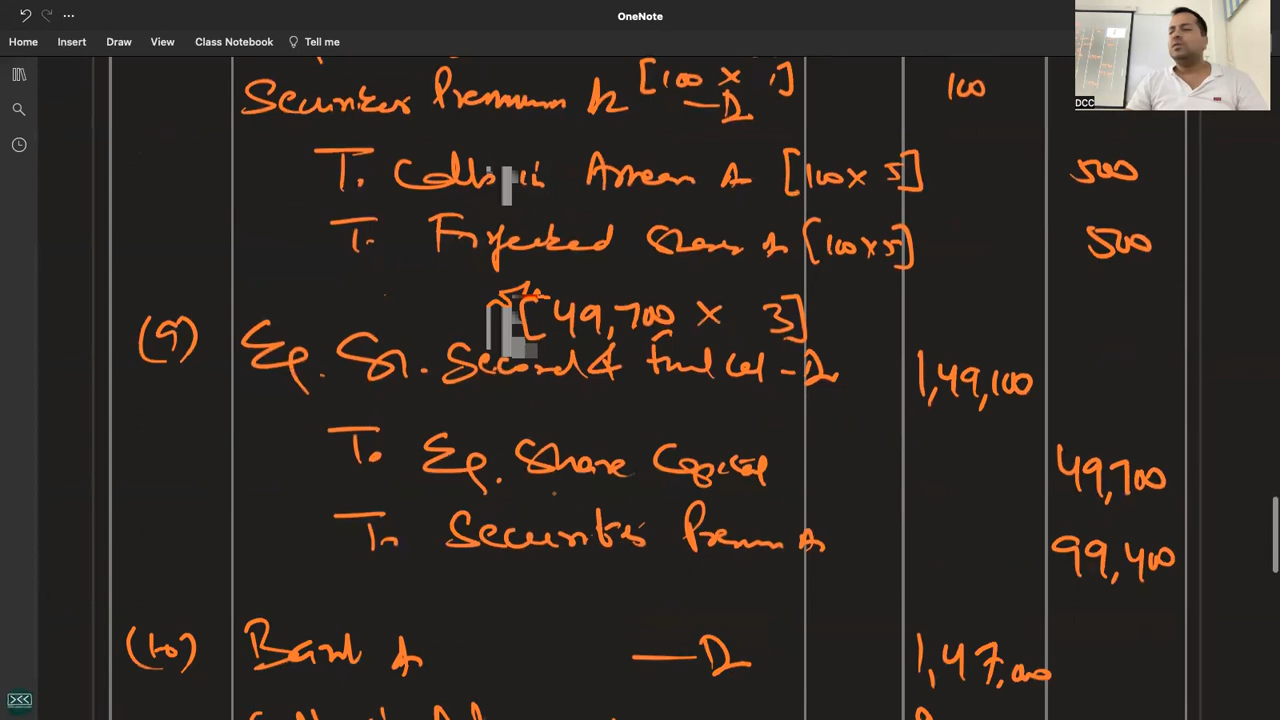 OneNote
Home Insert Draw View Class Notebook Tell me
DCC
Securities Premium A/c [100 × 1] —Dr 100
To Calls in Arrears A/c [100 × 5] 500
To Forfeited Shares A/c [100 × 5] 500
[49,700 × 3]
(9) Eq. Sh. Second & Final Call - Dr 1,49,100
To Eq. Share Capital 49,700
To Securities Premium A/c 99,400
(10) Bank A/c —Dr 1,47,000